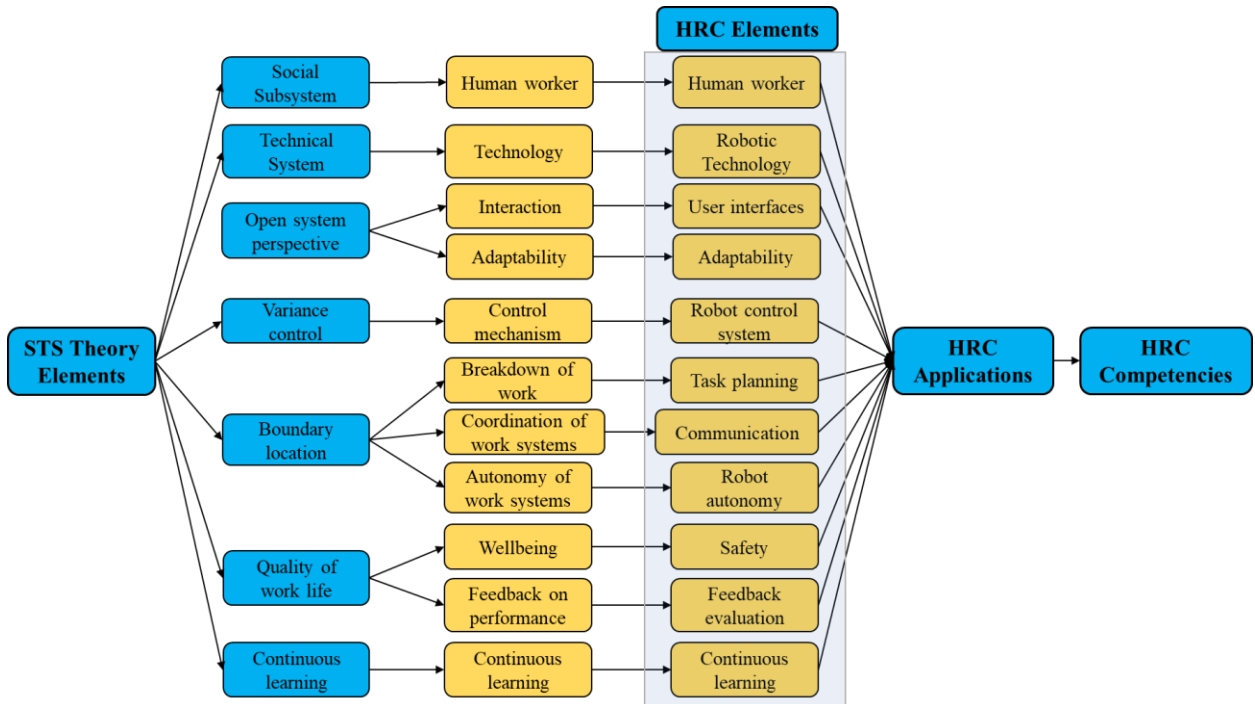 HRC Elements
Social
Subsystem
Human worker
Human worker
Technical
System
Technology
Robotic
Technology
Open system
perspective
Interaction
User interfaces
Adaptability
Adaptability
Variance
control
Control
mechanism
Robot control
system
STS Theory
Elements
HRC
Applications
HRC
Competencies
Boundary
location
Breakdown of
work
Task planning
Coordination of
work systems
Communication
Autonomy of
work systems
Robot
autonomy
Quality of
work life
Wellbeing
Safety
Feedback on
performance
Feedback
evaluation
Continuous
learning
Continuous
learning
Continuous
learning